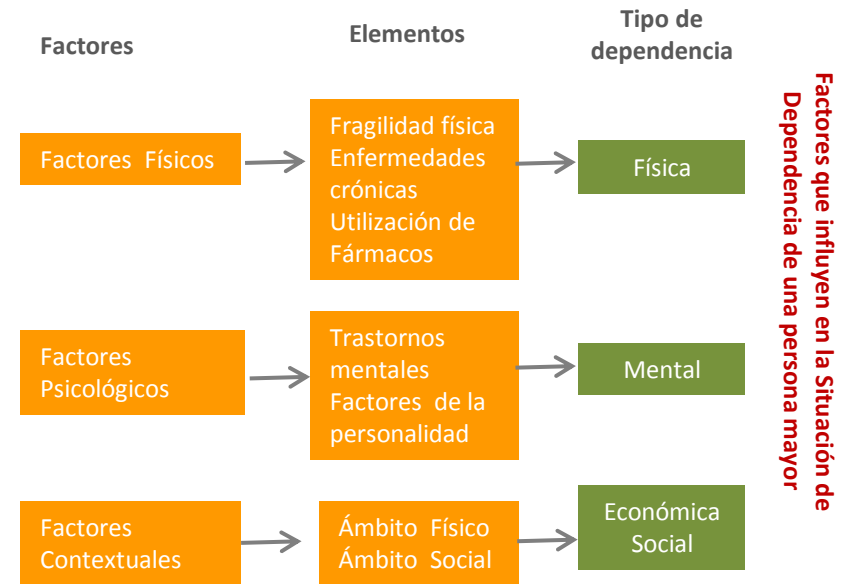 Factores
Elementos
Tipo de
dependencia
Factores Físicos
Fragilidad física
Enfermedades
crónicas
Utilización de
Fármacos
Física
Factores
Psicológicos
Trastornos
mentales
Factores de la
personalidad
Mental
Factores
Contextuales
Ámbito Físico
Ámbito Social
Económica
Social
Factores que influyen en la Situación de
Dependencia de una persona mayor